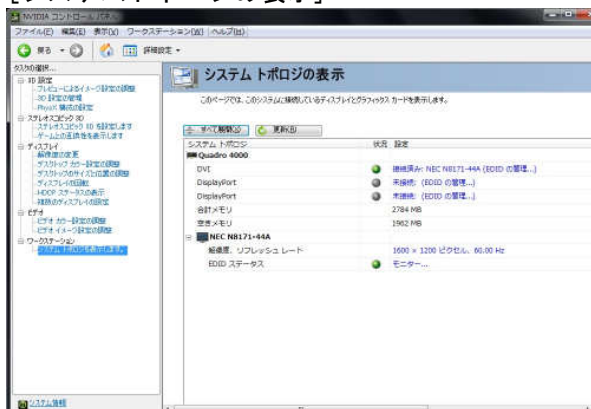 [システムトポロジの表示]
NVIDIA コントロール パネル
ファイル(F) 編集(E) 表示(V) ワークステーション(W) ヘルプ(H)
戻る 詳細設定
タスクの選択...
3D 設定
プレビューによるイメージ設定の調整
3D 設定の管理
PhysX 構成の設定
ステレオスコピック 3D
ステレオスコピック 3D を設定します
ゲームとの互換性を表示します
ディスプレイ
解像度の変更
デスクトップ カラー設定の調整
デスクトップのサイズと位置の調整
ディスプレイの回転
HDCP ステータスの表示
複数のディスプレイの設定
ビデオ
ビデオ カラー設定の調整
ビデオ イメージ設定の調整
ワークステーション
システム情報
システム トポロジの表示
このページでは、このシステムに接続しているディスプレイとグラフィックス カードを表示します。
すべて展開(X) 更新(R)
システム トポロジ 状況 設定
Quadro 4000
DVI 接続済み: NEC N8171-44A (EDID の管理...)
DisplayPort 未接続: (EDID の管理...)
DisplayPort 未接続: (EDID の管理...)
合計メモリ 2784 MB
空きメモリ 1962 MB
NEC N8171-44A
解像度、リフレッシュ レート 1600 × 1200 ピクセル、60.00 Hz
EDID ステータス モニター...